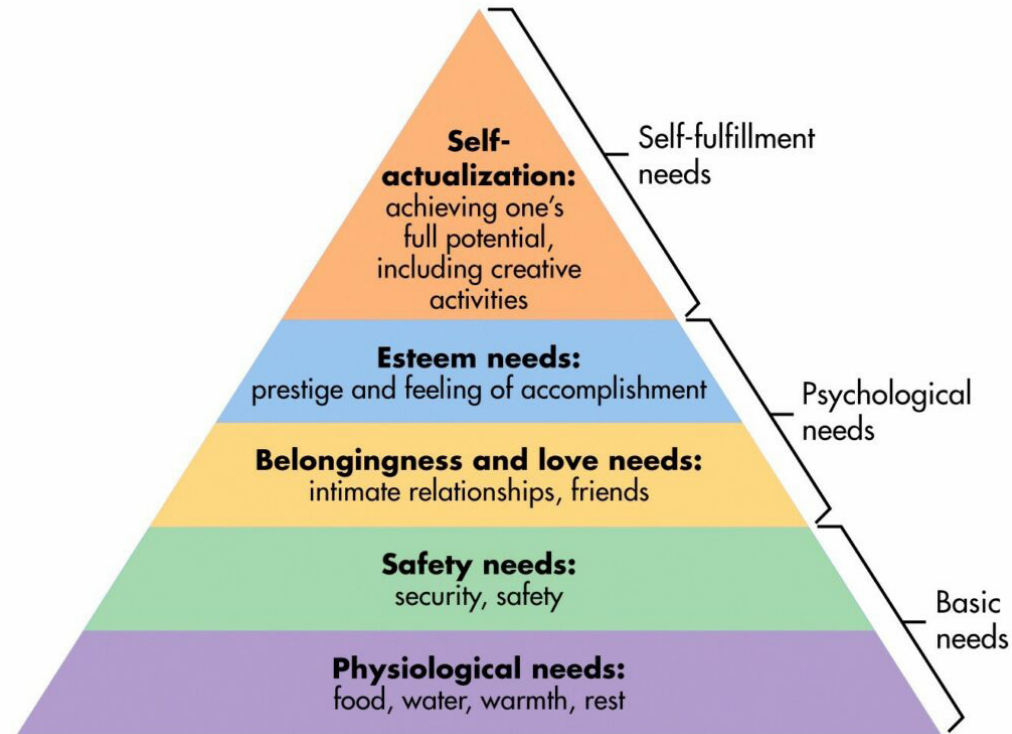 Self-
actualization:
achieving one's
full potential,
including creative
activities
Self-fulfillment
needs
Esteem needs:
prestige and feeling of accomplishment
Psychological
needs
Belongingness and love needs:
intimate relationships, friends
Safety needs:
security, safety
Basic
needs
Physiological needs:
food, water, warmth, rest